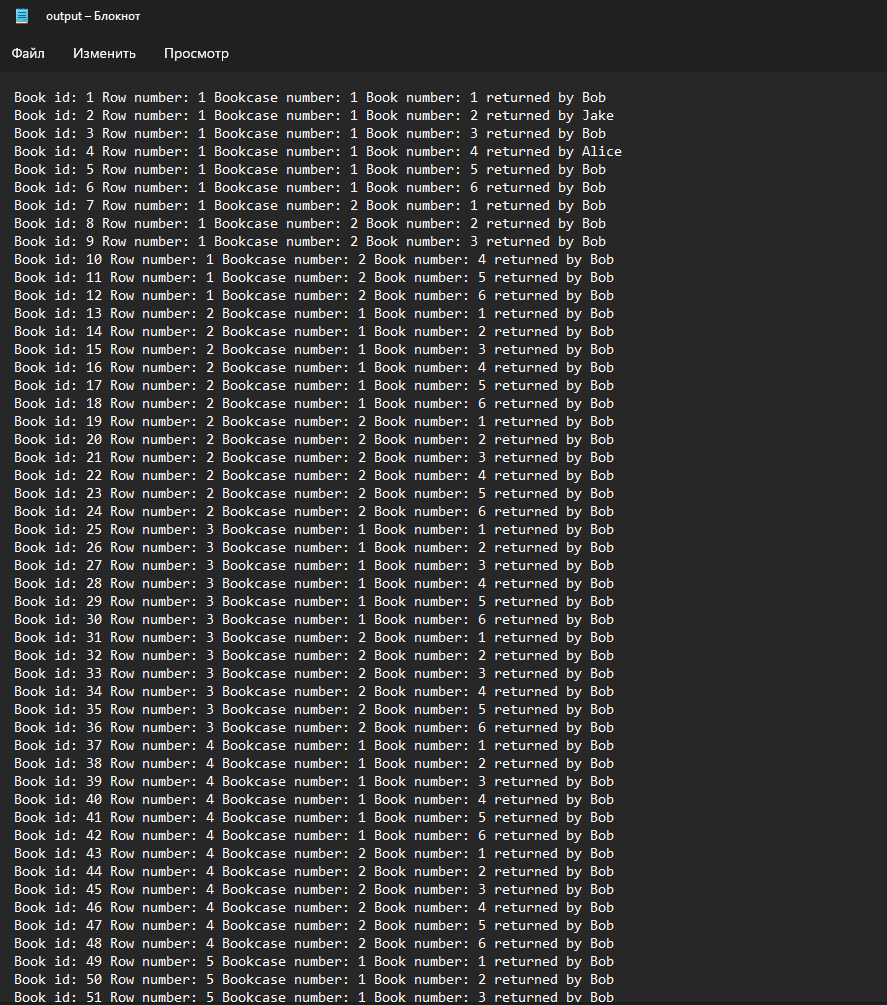 output – Блокнот
Файл Изменить Просмотр
Book id: 1 Row number: 1 Bookcase number: 1 Book number: 1 returned by Bob
Book id: 2 Row number: 1 Bookcase number: 1 Book number: 2 returned by Jake
Book id: 3 Row number: 1 Bookcase number: 1 Book number: 3 returned by Bob
Book id: 4 Row number: 1 Bookcase number: 1 Book number: 4 returned by Alice
Book id: 5 Row number: 1 Bookcase number: 1 Book number: 5 returned by Bob
Book id: 6 Row number: 1 Bookcase number: 1 Book number: 6 returned by Bob
Book id: 7 Row number: 1 Bookcase number: 2 Book number: 1 returned by Bob
Book id: 8 Row number: 1 Bookcase number: 2 Book number: 2 returned by Bob
Book id: 9 Row number: 1 Bookcase number: 2 Book number: 3 returned by Bob
Book id: 10 Row number: 1 Bookcase number: 2 Book number: 4 returned by Bob
Book id: 11 Row number: 1 Bookcase number: 2 Book number: 5 returned by Bob
Book id: 12 Row number: 1 Bookcase number: 2 Book number: 6 returned by Bob
Book id: 13 Row number: 2 Bookcase number: 1 Book number: 1 returned by Bob
Book id: 14 Row number: 2 Bookcase number: 1 Book number: 2 returned by Bob
Book id: 15 Row number: 2 Bookcase number: 1 Book number: 3 returned by Bob
Book id: 16 Row number: 2 Bookcase number: 1 Book number: 4 returned by Bob
Book id: 17 Row number: 2 Bookcase number: 1 Book number: 5 returned by Bob
Book id: 18 Row number: 2 Bookcase number: 1 Book number: 6 returned by Bob
Book id: 19 Row number: 2 Bookcase number: 2 Book number: 1 returned by Bob
Book id: 20 Row number: 2 Bookcase number: 2 Book number: 2 returned by Bob
Book id: 21 Row number: 2 Bookcase number: 2 Book number: 3 returned by Bob
Book id: 22 Row number: 2 Bookcase number: 2 Book number: 4 returned by Bob
Book id: 23 Row number: 2 Bookcase number: 2 Book number: 5 returned by Bob
Book id: 24 Row number: 2 Bookcase number: 2 Book number: 6 returned by Bob
Book id: 25 Row number: 3 Bookcase number: 1 Book number: 1 returned by Bob
Book id: 26 Row number: 3 Bookcase number: 1 Book number: 2 returned by Bob
Book id: 27 Row number: 3 Bookcase number: 1 Book number: 3 returned by Bob
Book id: 28 Row number: 3 Bookcase number: 1 Book number: 4 returned by Bob
Book id: 29 Row number: 3 Bookcase number: 1 Book number: 5 returned by Bob
Book id: 30 Row number: 3 Bookcase number: 1 Book number: 6 returned by Bob
Book id: 31 Row number: 3 Bookcase number: 2 Book number: 1 returned by Bob
Book id: 32 Row number: 3 Bookcase number: 2 Book number: 2 returned by Bob
Book id: 33 Row number: 3 Bookcase number: 2 Book number: 3 returned by Bob
Book id: 34 Row number: 3 Bookcase number: 2 Book number: 4 returned by Bob
Book id: 35 Row number: 3 Bookcase number: 2 Book number: 5 returned by Bob
Book id: 36 Row number: 3 Bookcase number: 2 Book number: 6 returned by Bob
Book id: 37 Row number: 4 Bookcase number: 1 Book number: 1 returned by Bob
Book id: 38 Row number: 4 Bookcase number: 1 Book number: 2 returned by Bob
Book id: 39 Row number: 4 Bookcase number: 1 Book number: 3 returned by Bob
Book id: 40 Row number: 4 Bookcase number: 1 Book number: 4 returned by Bob
Book id: 41 Row number: 4 Bookcase number: 1 Book number: 5 returned by Bob
Book id: 42 Row number: 4 Bookcase number: 1 Book number: 6 returned by Bob
Book id: 43 Row number: 4 Bookcase number: 2 Book number: 1 returned by Bob
Book id: 44 Row number: 4 Bookcase number: 2 Book number: 2 returned by Bob
Book id: 45 Row number: 4 Bookcase number: 2 Book number: 3 returned by Bob
Book id: 46 Row number: 4 Bookcase number: 2 Book number: 4 returned by Bob
Book id: 47 Row number: 4 Bookcase number: 2 Book number: 5 returned by Bob
Book id: 48 Row number: 4 Bookcase number: 2 Book number: 6 returned by Bob
Book id: 49 Row number: 5 Bookcase number: 1 Book number: 1 returned by Bob
Book id: 50 Row number: 5 Bookcase number: 1 Book number: 2 returned by Bob
Book id: 51 Row number: 5 Bookcase number: 1 Book number: 3 returned by Bob